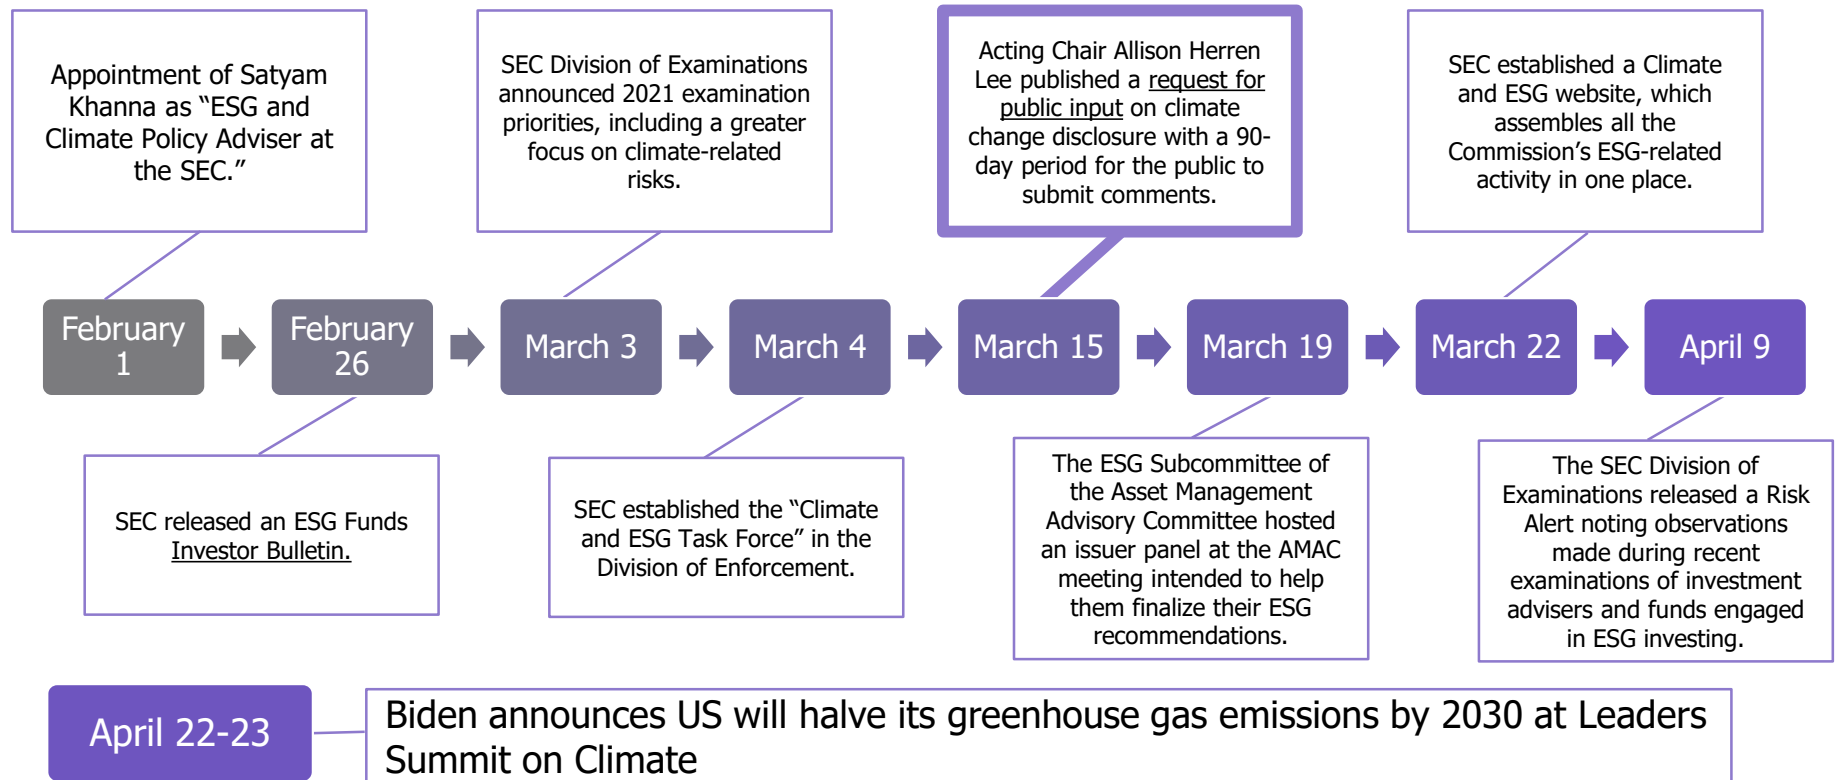 Appointment of Satyam
Khanna as “ESG and
Climate Policy Adviser at
the SEC.”
SEC Division of Examinations
announced 2021 examination
priorities, including a greater
focus on climate-related
risks.
Acting Chair Allison Herren
Lee published a request for
public input on climate
change disclosure with a 90-
day period for the public to
submit comments.
SEC established a Climate
and ESG website, which
assembles all the
Commission’s ESG-related
activity in one place.
February
1
February
26
March 3
March 4
March 15
March 19
March 22
April 9
SEC released an ESG Funds
Investor Bulletin.
SEC established the “Climate
and ESG Task Force” in the
Division of Enforcement.
The ESG Subcommittee of
the Asset Management
Advisory Committee hosted
an issuer panel at the AMAC
meeting intended to help
them finalize their ESG
recommendations.
The SEC Division of
Examinations released a Risk
Alert noting observations
made during recent
examinations of investment
advisers and funds engaged
in ESG investing.
April 22-23
Biden announces US will halve its greenhouse gas emissions by 2030 at Leaders
Summit on Climate